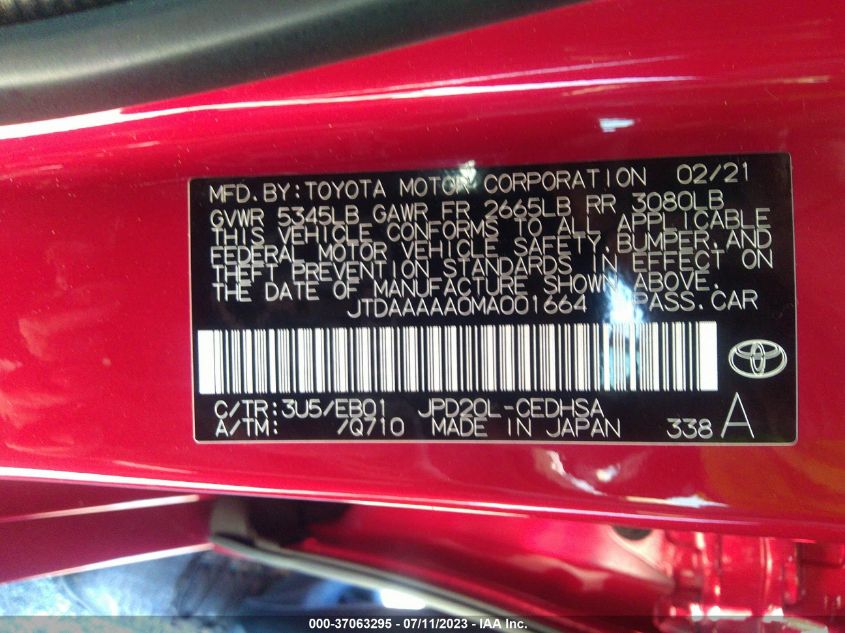 MFD.BY:TOYOTA MOTOR CORPORATION 02/21
GVWR 5345LB GAWR FR 2665LB RR 3080LB
THIS VEHICLE CONFORMS TO ALL APPLICABLE
FEDERAL MOTOR VEHICLE SAFETY,BUMPER,AND
THEFT PREVENTION STANDARDS IN EFFECT ON
THE DATE OF MANUFACTURE SHOWN ABOVE.
JTDAAAAA0MA001664 PASS.CAR
C/TR:3U5/EB01 JPD20L-CEDHSA
A/TM: /Q710 MADE IN JAPAN 338 A
000-37063295 - 07/11/2023 - © IAA Inc.